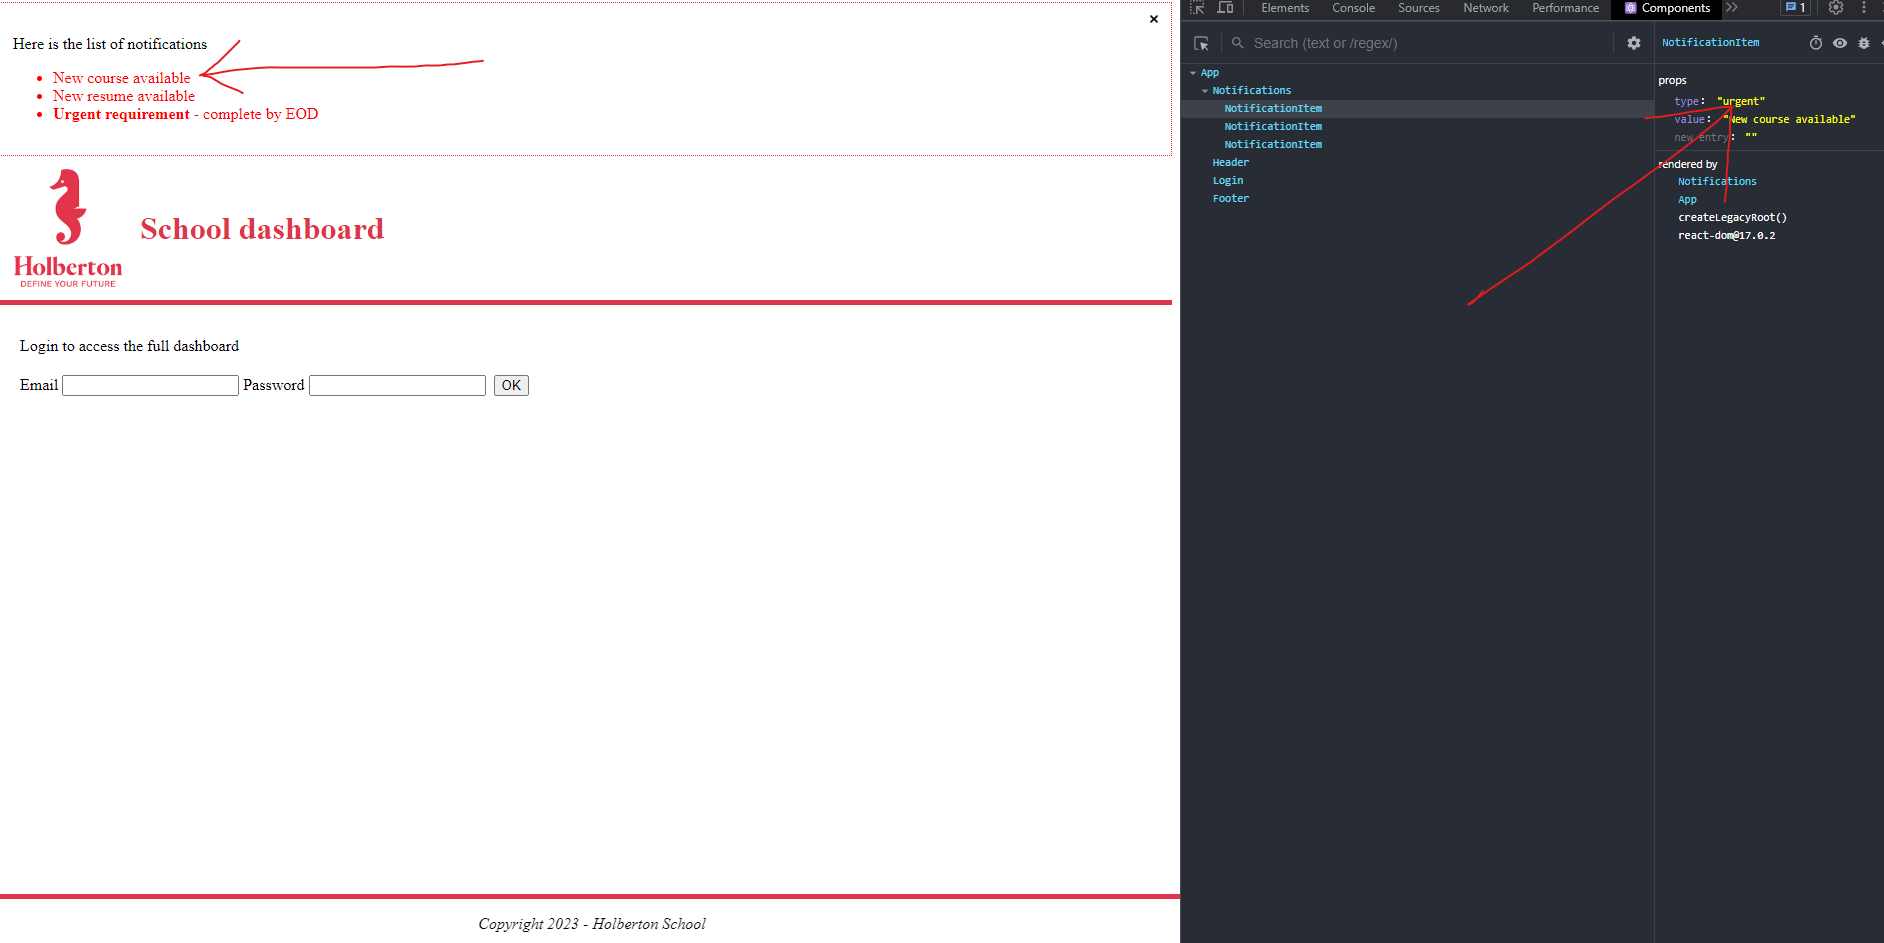 ×
Here is the list of notifications
• New course available
• New resume available
• Urgent requirement - complete by EOD
Holberton
DEFINE YOUR FUTURE
School dashboard
Login to access the full dashboard
Email Password OK
Copyright 2023 - Holberton School
Elements Console Sources Network Performance Components 1
Search (text or /regex/)
App
Notifications
NotificationItem
NotificationItem
NotificationItem
Header
Login
Footer
NotificationItem
props
type: "urgent"
value: "New course available"
new entry: ""
rendered by
Notifications
App
createLegacyRoot()
react-dom@17.0.2